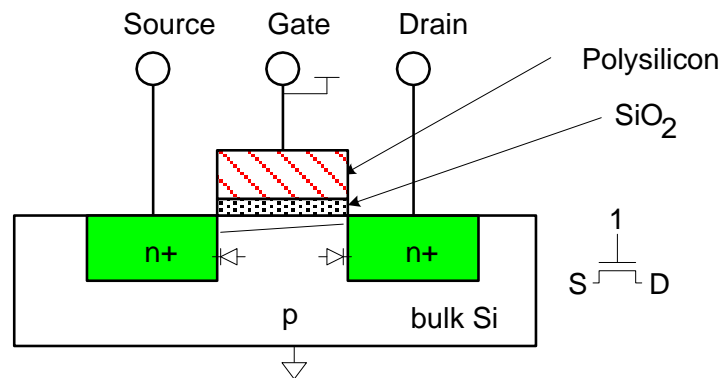 Source Gate Drain
Polysilicon
SiO2
n+ n+
1
S D
p bulk Si